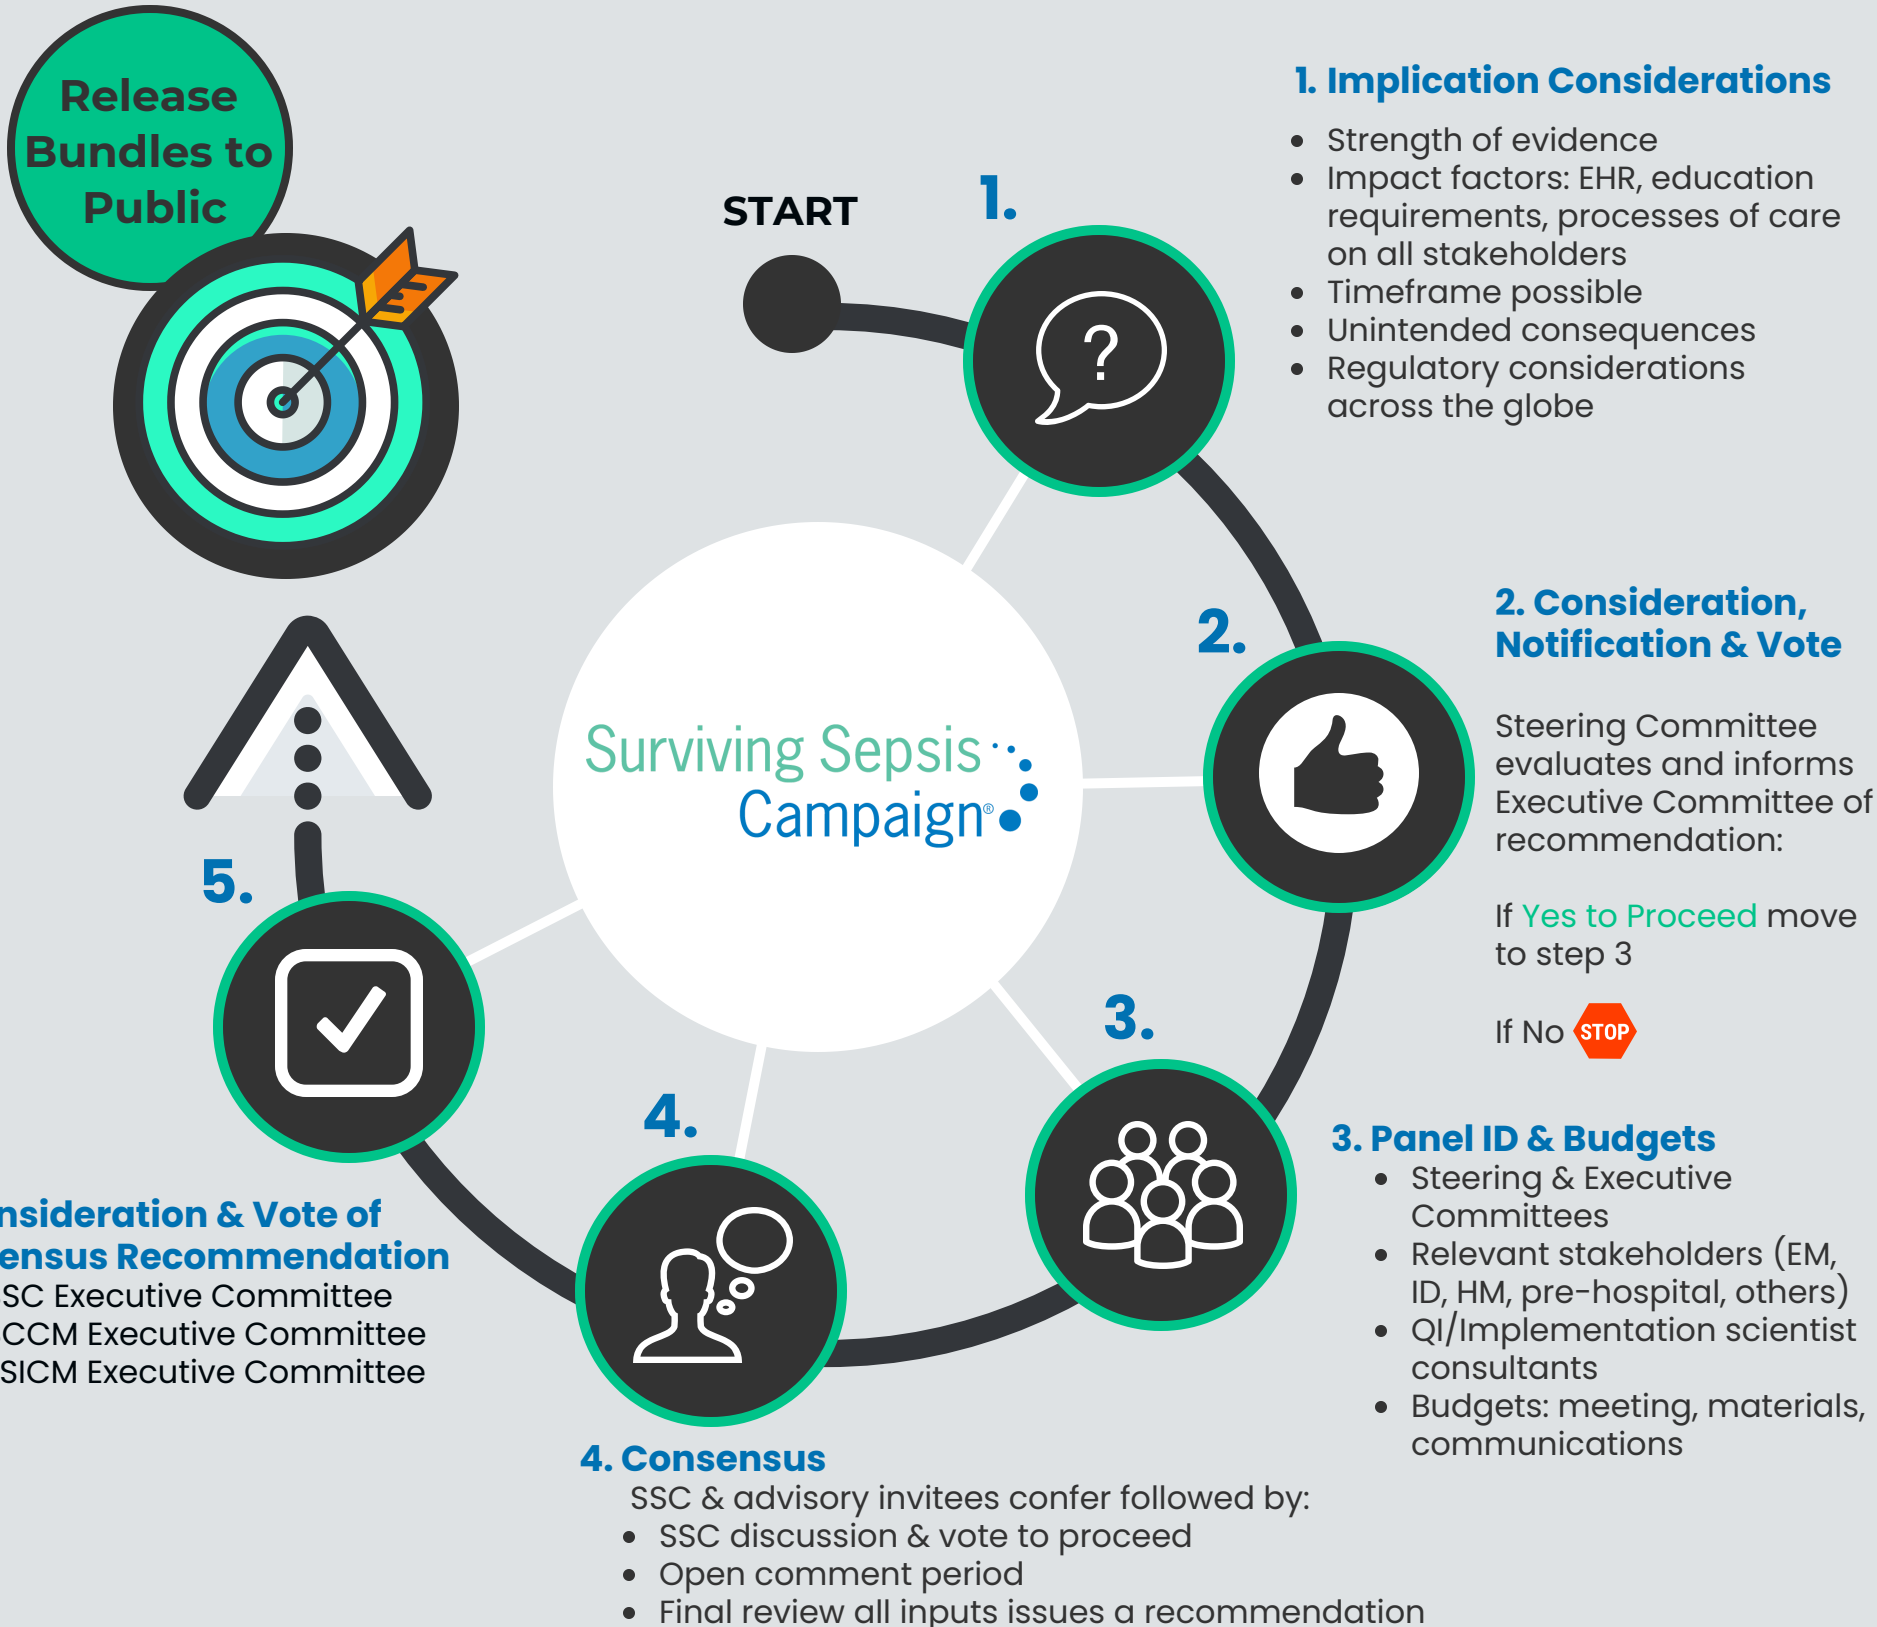 Release
Bundles to
Public
START
1.
1. Implication Considerations
Strength of evidence
Impact factors: EHR, education
requirements, processes of care
on all stakeholders
Timeframe possible
Unintended consequences
Regulatory considerations
across the globe
2.
2. Consideration,
Notification & Vote
Steering Committee
evaluates and informs
Executive Committee of
recommendation:
If Yes to Proceed move
to step 3
If No STOP
Surviving Sepsis
Campaign®
3.
3. Panel ID & Budgets
Steering & Executive
Committees
Relevant stakeholders (EM,
ID, HM, pre-hospital, others)
QI/Implementation scientist
consultants
Budgets: meeting, materials,
communications
4.
4. Consensus
SSC & advisory invitees confer followed by:
SSC discussion & vote to proceed
Open comment period
Final review all inputs issues a recommendation
5.
nsideration & Vote of
ensus Recommendation
SC Executive Committee
CCM Executive Committee
SICM Executive Committee